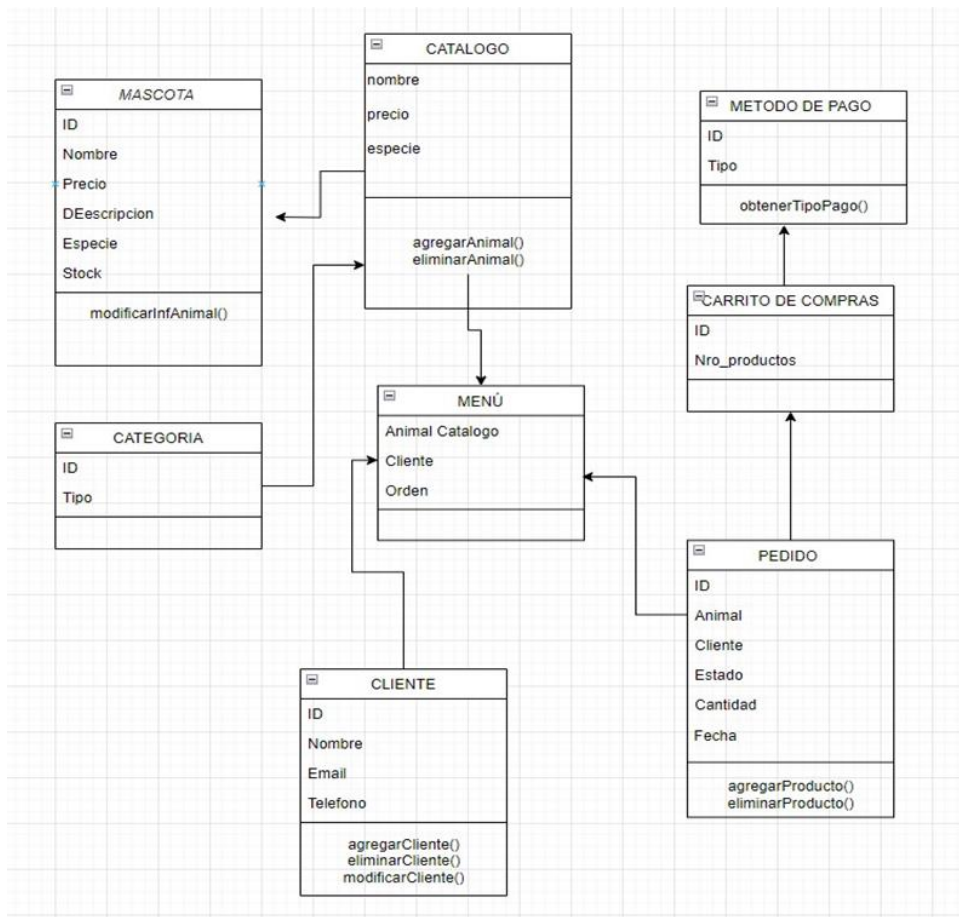 MASCOTA
ID
Nombre
Precio
DEescripcion
Especie
Stock
modificarInfAnimal()
CATALOGO
nombre
precio
especie
agregarAnimal()
eliminarAnimal()
METODO DE PAGO
ID
Tipo
obtenerTipoPago()
CARRITO DE COMPRAS
ID
Nro_productos
CATEGORIA
ID
Tipo
MENÚ
Animal Catalogo
Cliente
Orden
PEDIDO
ID
Animal
Cliente
Estado
Cantidad
Fecha
agregarProducto()
eliminarProducto()
CLIENTE
ID
Nombre
Email
Telefono
agregarCliente()
eliminarCliente()
modificarCliente()